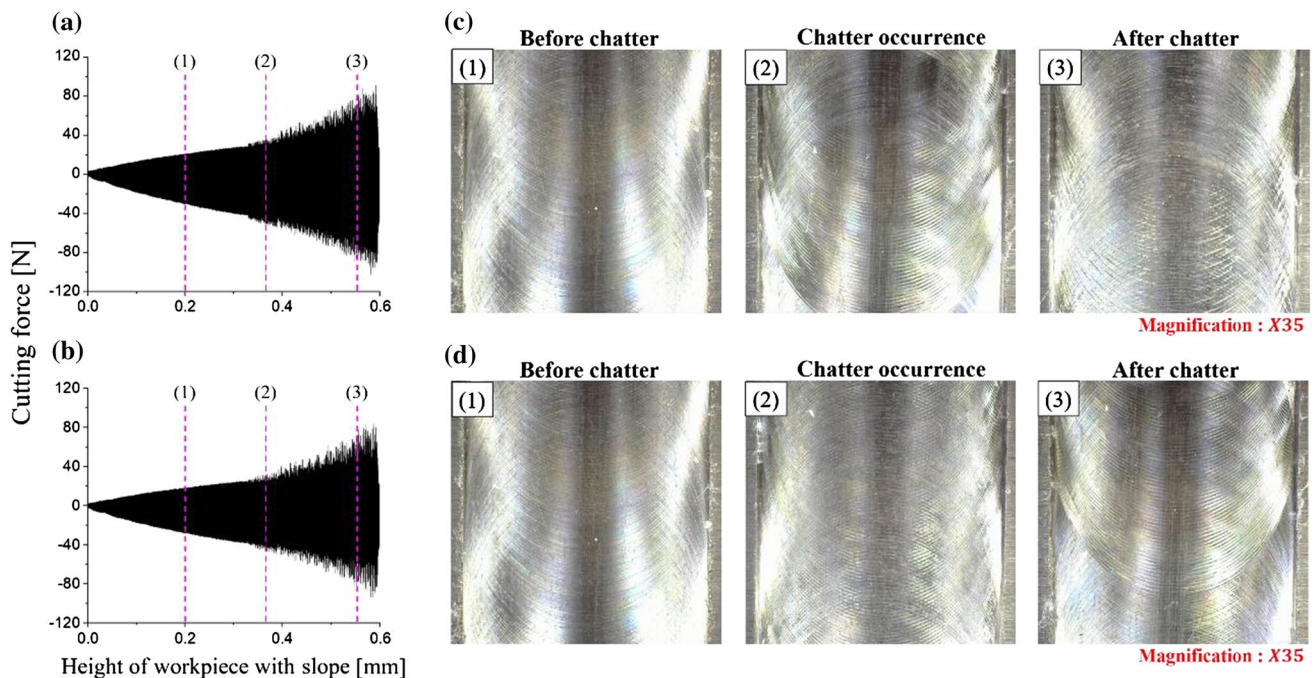 (a)
120
80
40
0
-40
-80
-120
0.0 0.2 0.4 0.6
(1) (2) (3)
(b)
120
80
40
0
-40
-80
-120
0.0 0.2 0.4 0.6
(1) (2) (3)
Cutting force [N]
Height of workpiece with slope [mm]
(c)
Before chatter Chatter occurrence After chatter
(1) (2) (3)
Magnification : X35
(d)
Before chatter Chatter occurrence After chatter
(1) (2) (3)
Magnification : X35